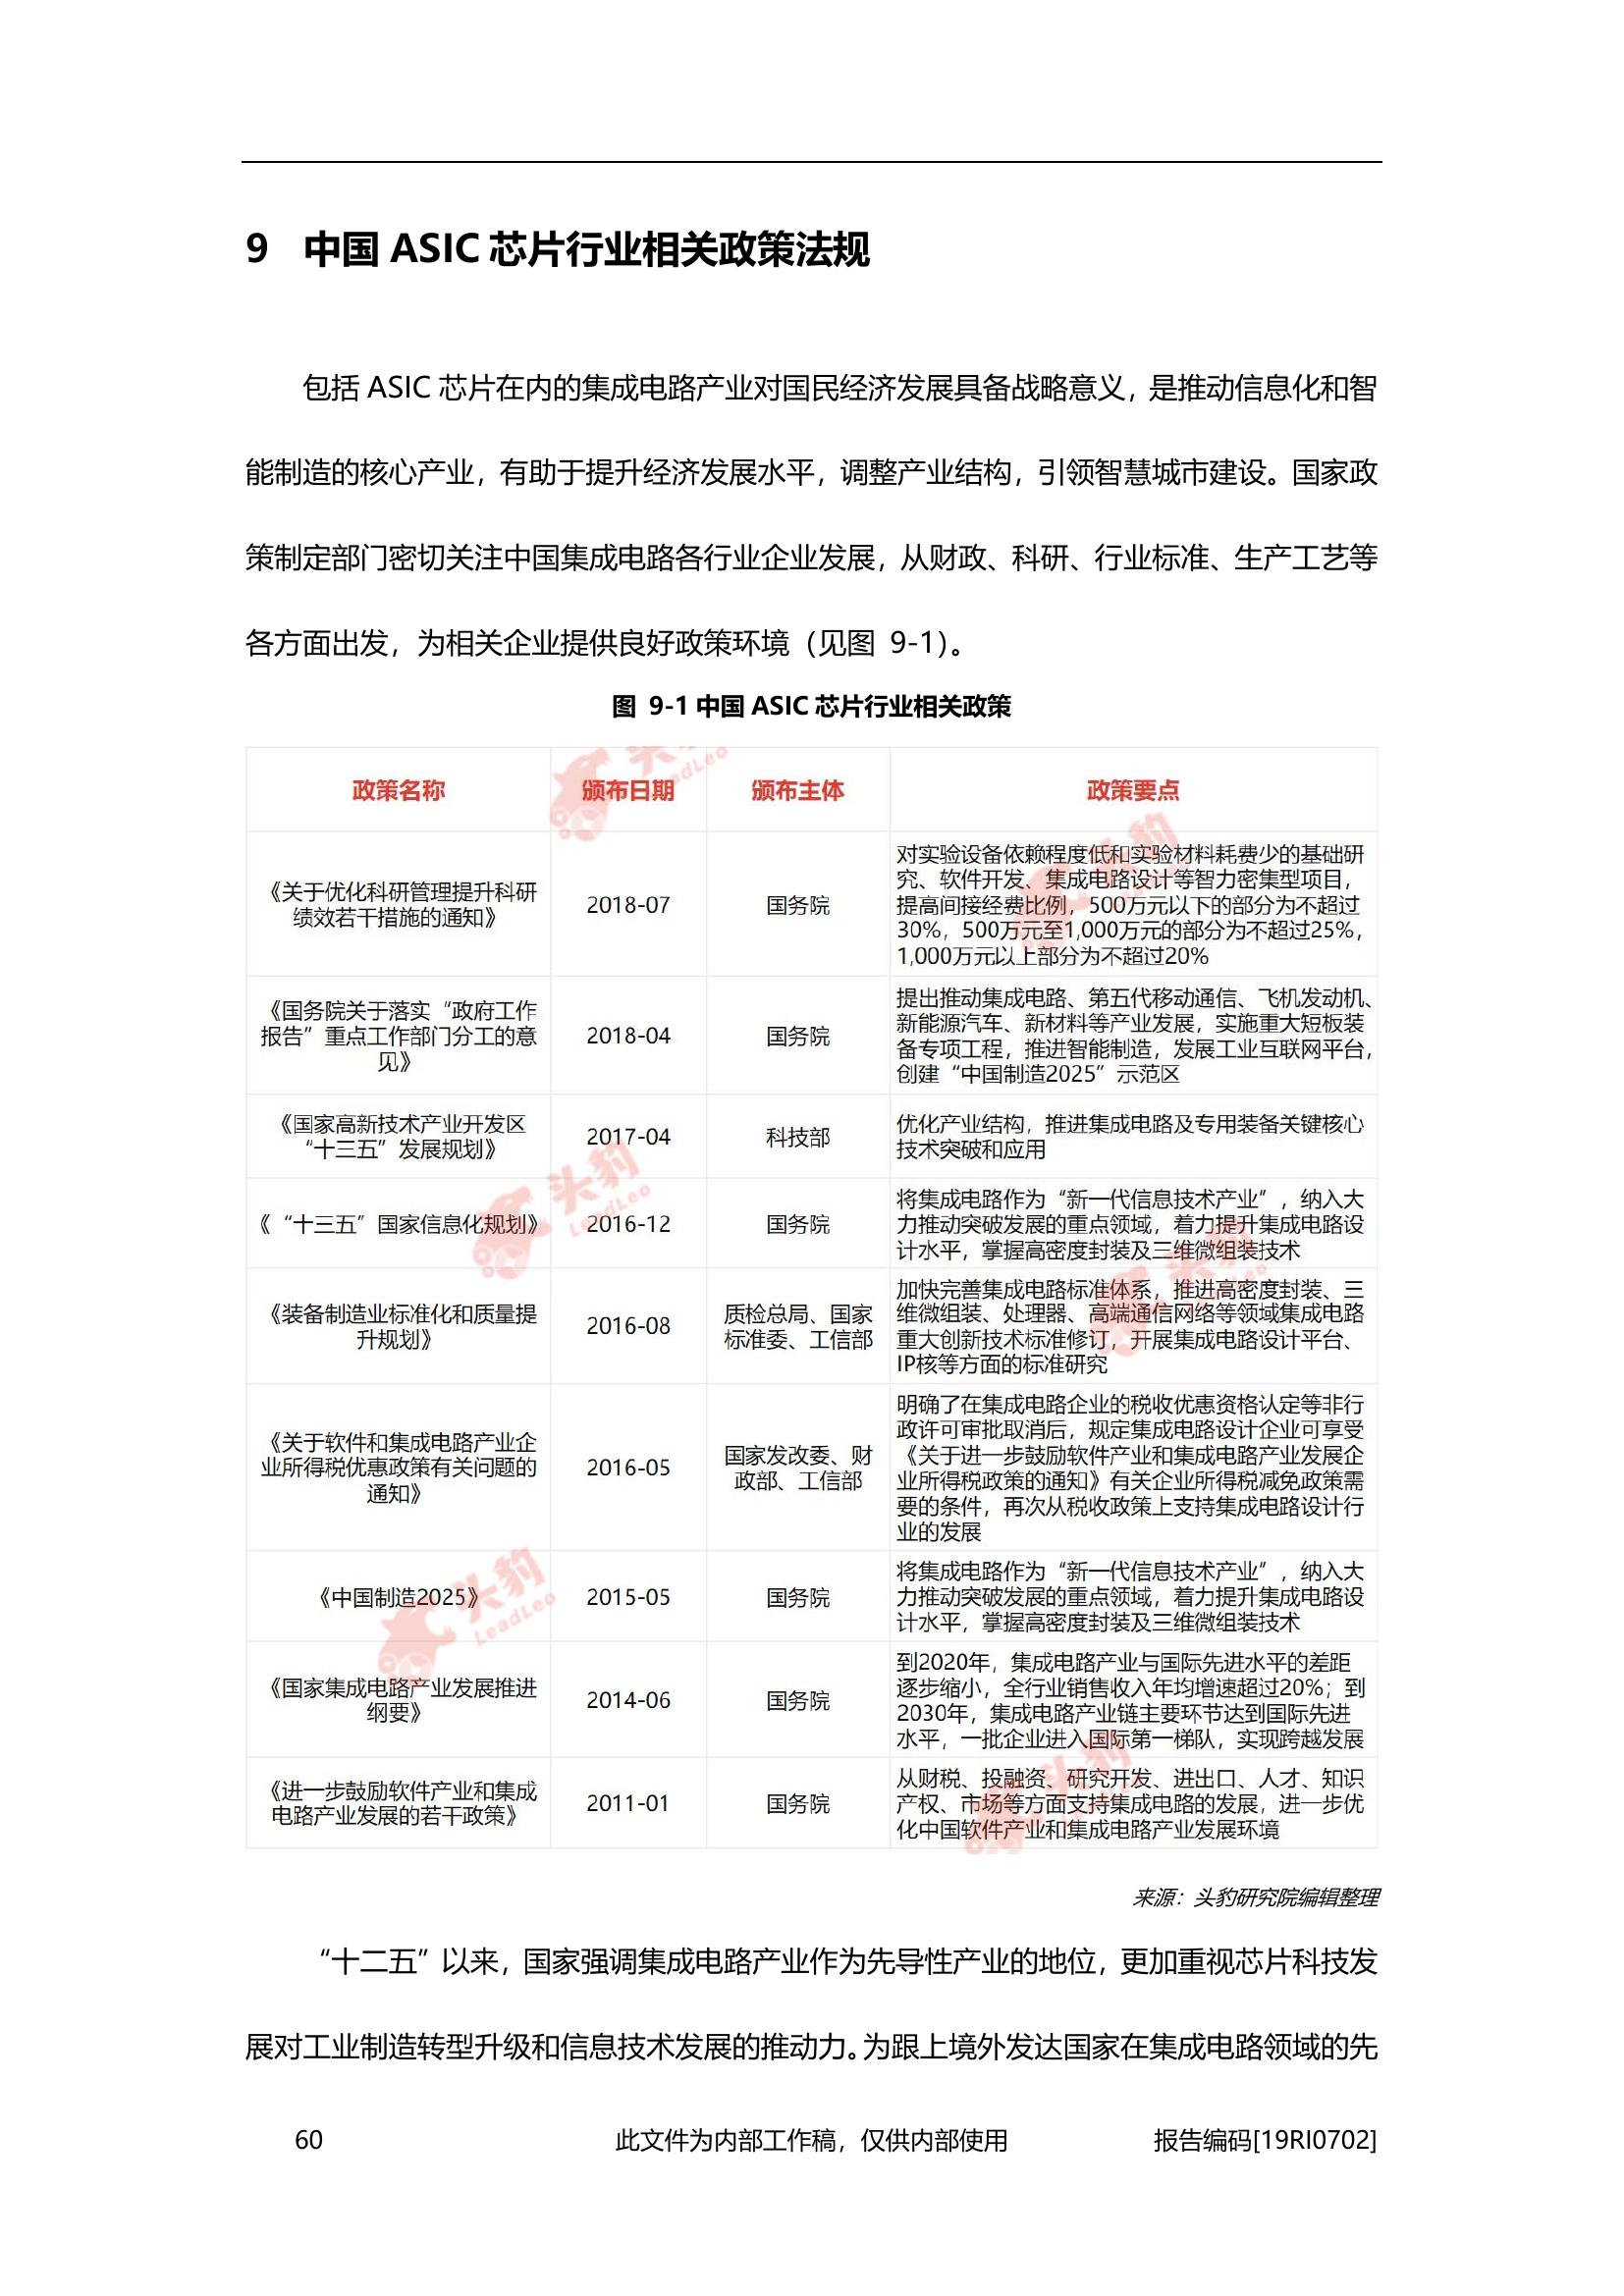 9 中国 ASIC 芯片行业相关政策法规
包括 ASIC 芯片在内的集成电路产业对国民经济发展具备战略意义，是推动信息化和智
能制造的核心产业，有助于提升经济发展水平，调整产业结构，引领智慧城市建设。国家政
策制定部门密切关注中国集成电路各行业企业发展，从财政、科研、行业标准、生产工艺等
各方面出发，为相关企业提供良好政策环境（见图 9-1）。
图 9-1 中国 ASIC 芯片行业相关政策
政策名称 颁布日期 颁布主体 政策要点
《关于优化科研管理提升科研
绩效若干措施的通知》
2018-07
国务院
对实验设备依赖程度低和实验材料耗费少的基础研
究、软件开发、集成电路设计等智力密集型项目，
提高间接经费比例，500万元以下的部分为不超过
30%，500万元至1,000万元的部分为不超过25%，
1,000万元以上部分为不超过20%
《国务院关于落实“政府工作
报告”重点工作部门分工的意
见》
2018-04
国务院
提出推动集成电路、第五代移动通信、飞机发动机、
新能源汽车、新材料等产业发展，实施重大短板装
备专项工程，推进智能制造，发展工业互联网平台，
创建“中国制造2025”示范区
《国家高新技术产业开发区
“十三五”发展规划》
2017-04
科技部
优化产业结构，推进集成电路及专用装备关键核心
技术突破和应用
《“十三五”国家信息化规划》
2016-12
国务院
将集成电路作为“新一代信息技术产业”，纳入大
力推动突破发展的重点领域，着力提升集成电路设
计水平，掌握高密度封装及三维微组装技术
《装备制造业标准化和质量提
升规划》
2016-08
质检总局、国家
标准委、工信部
加快完善集成电路标准体系，推进高密度封装、三
维微组装、处理器、高端通信网络等领域集成电路
重大创新技术标准修订，开展集成电路设计平台、
IP核等方面的标准研究
《关于软件和集成电路产业企
业所得税优惠政策有关问题的
通知》
2016-05
国家发改委、财
政部、工信部
明确了在集成电路企业的税收优惠资格认定等非行
政许可审批取消后，规定集成电路设计企业可享受
《关于进一步鼓励软件产业和集成电路产业发展企
业所得税政策的通知》有关企业所得税减免政策需
要的条件，再次从税收政策上支持集成电路设计行
业的发展
《中国制造2025》
2015-05
国务院
将集成电路作为“新一代信息技术产业”，纳入大
力推动突破发展的重点领域，着力提升集成电路设
计水平，掌握高密度封装及三维微组装技术
《国家集成电路产业发展推进
纲要》
2014-06
国务院
到2020年，集成电路产业与国际先进水平的差距
逐步缩小，全行业销售收入年均增速超过20%；到
2030年，集成电路产业链主要环节达到国际先进
水平，一批企业进入国际第一梯队，实现跨越发展
《进一步鼓励软件产业和集成
电路产业发展的若干政策》
2011-01
国务院
从财税、投融资、研究开发、进出口、人才、知识
产权、市场等方面支持集成电路的发展，进一步优
化中国软件产业和集成电路产业发展环境
头豹
LeadLeo
头豹
LeadLeo
来源：头豹研究院编辑整理
“十二五”以来，国家强调集成电路产业作为先导性产业的地位，更加重视芯片科技发
展对工业制造转型升级和信息技术发展的推动力。为跟上境外发达国家在集成电路领域的先
60 此文件为内部工作稿，仅供内部使用 报告编码[19RI0702]